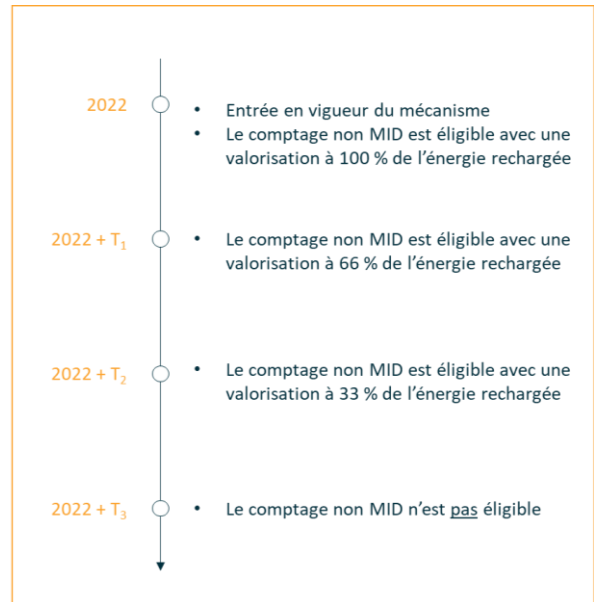 2022
• Entrée en vigueur du mécanisme
• Le comptage non MID est éligible avec une
valorisation à 100 % de l'énergie rechargée
2022 + T₁
• Le comptage non MID est éligible avec une
valorisation à 66 % de l'énergie rechargée
2022 + T₂
• Le comptage non MID est éligible avec une
valorisation à 33 % de l'énergie rechargée
2022 + T₃
• Le comptage non MID n'est pas éligible